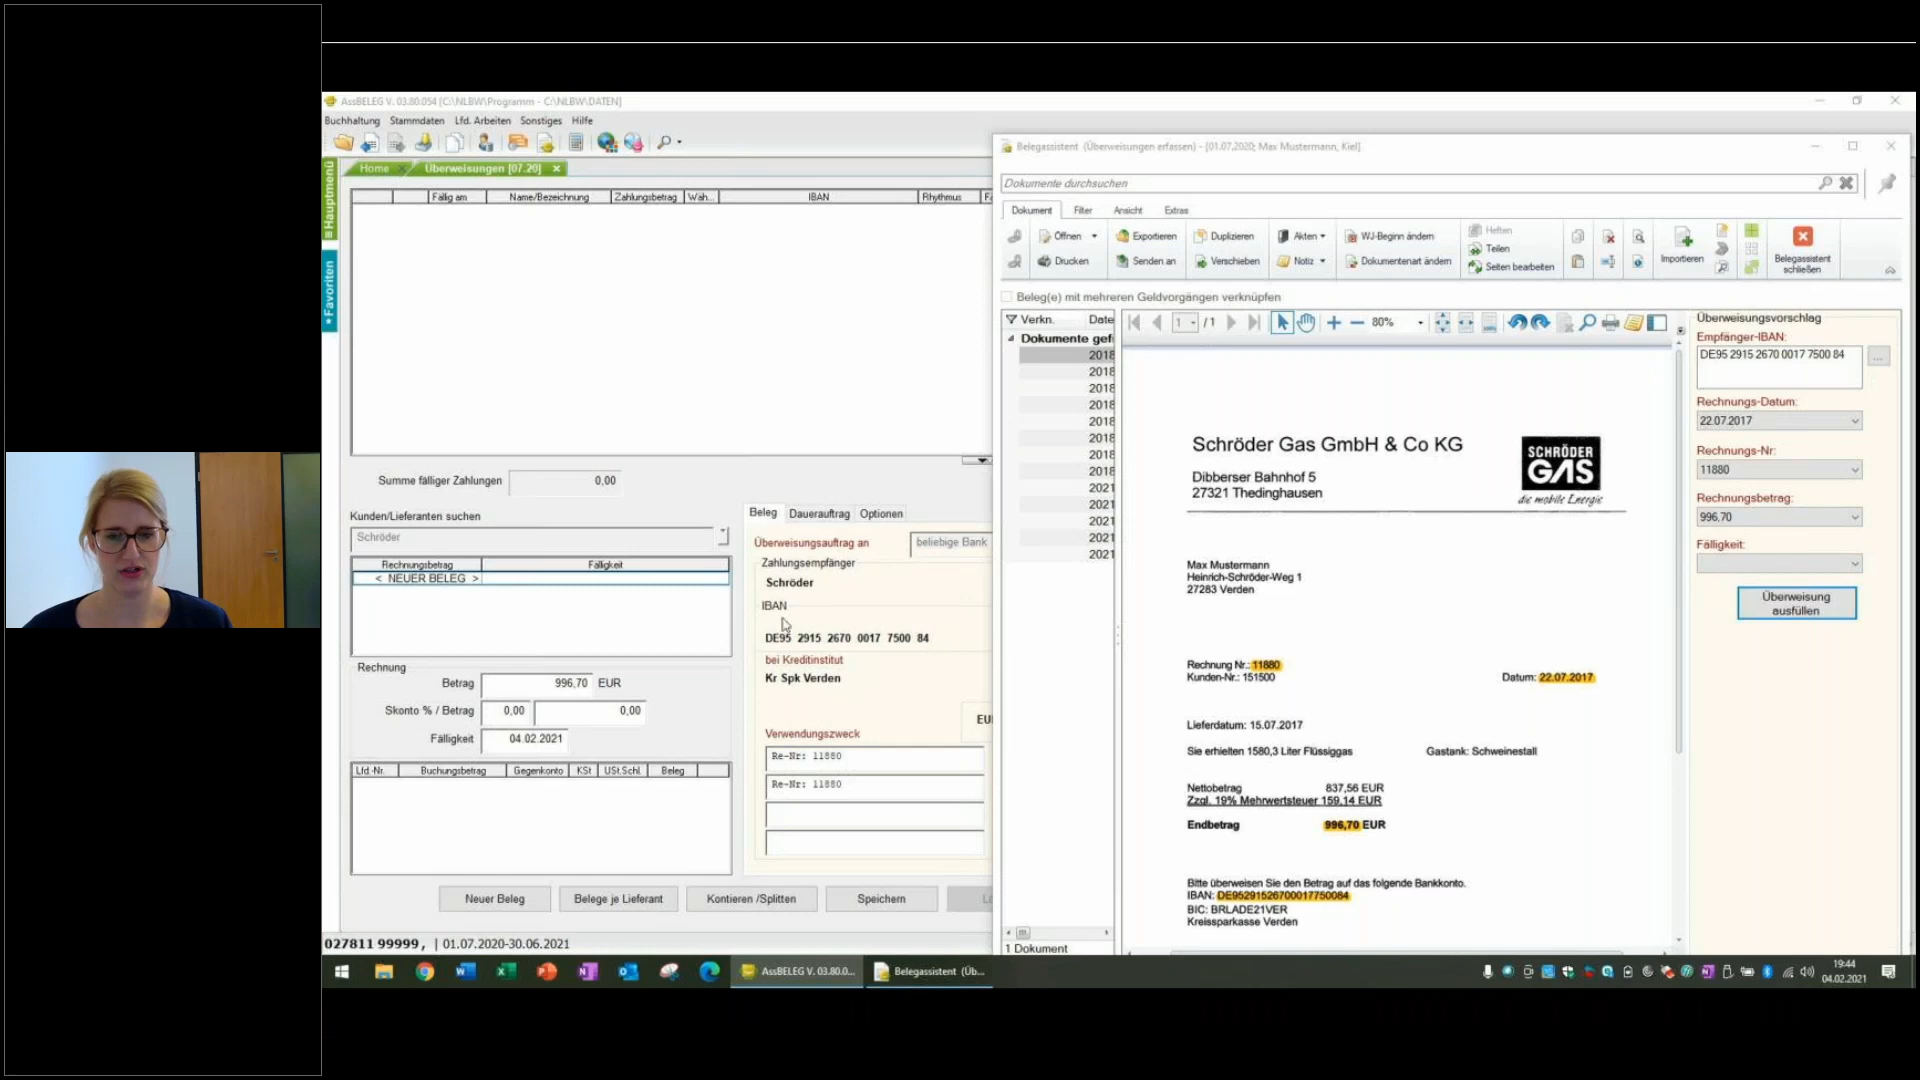 AssBELEG V. 03.80.054 [C:\NLBW\Programm - C:\NLBW\DATEN]
Buchhaltung Stammdaten Lfd. Arbeiten Sonstiges Hilfe
Home Überweisungen [07.20]
Hauptmenü
Favoriten
Fällig am Name/Bezeichnung Zahlungsbetrag Wäh... IBAN Rhythmus
Summe fälliger Zahlungen 0,00
Kunden/Lieferanten suchen
Schröder
Rechnungsbetrag Fälligkeit
< NEUER BELEG >
Rechnung
Betrag 996,70 EUR
Skonto % / Betrag 0,00 0,00
Fälligkeit 04.02.2021
Lfd.-Nr. Buchungsbetrag Gegenkonto KSt USt.Schl. Beleg
Beleg Dauerauftrag Optionen
Überweisungsauftrag an beliebige Bank
Zahlungsempfänger
Schröder
IBAN
DE95 2915 2670 0017 7500 84
bei Kreditinstitut
Kr Spk Verden
EU
Verwendungszweck
Re-Nr: 11880
Re-Nr: 11880
Neuer Beleg Belege je Lieferant Kontieren /Splitten Speichern
027811 99999, | 01.07.2020-30.06.2021
Belegassistent (Überweisungen erfassen) - [01.07.2020; Max Mustermann, Kiel]
Dokumente durchsuchen
Dokument Filter Ansicht Extras
Öffnen Exportieren Duplizieren Akten WJ-Beginn ändern Heften
Teilen
Drucken Senden an Verschieben Notiz Dokumentenart ändern Seiten bearbeiten
Importieren
Belegassistent schließen
Beleg(e) mit mehreren Geldvorgängen verknüpfen
Verkn. Date
Dokumente gef
2018
2018
2018
2018
2018
2018
2018
2018
2021
2021
2021
2021
2021
1 Dokument
1 /1 80%
Schröder Gas GmbH & Co KG
Dibberser Bahnhof 5
27321 Thedinghausen
SCHRÖDER
GAS
die mobile Energie
Max Mustermann
Heinrich-Schröder-Weg 1
27283 Verden
Rechnung Nr.: 11880
Kunden-Nr.: 151500 Datum: 22.07.2017
Lieferdatum: 15.07.2017
Sie erhielten 1580,3 Liter Flüssiggas Gastank: Schweinestall
Nettobetrag 837,56 EUR
Zzgl. 19% Mehrwertsteuer 159,14 EUR
Endbetrag 996,70 EUR
Bitte überweisen Sie den Betrag auf das folgende Bankkonto.
IBAN: DE95291526700017750084
BIC: BRLADE21VER
Kreissparkasse Verden
Überweisungsvorschlag
Empfänger-IBAN:
DE95 2915 2670 0017 7500 84
...
Rechnungs-Datum:
22.07.2017
Rechnungs-Nr:
11880
Rechnungsbetrag:
996,70
Fälligkeit:
Überweisung
ausfüllen
AssBELEG V. 03.80.0... Belegassistent (Üb...
19:44
04.02.2021